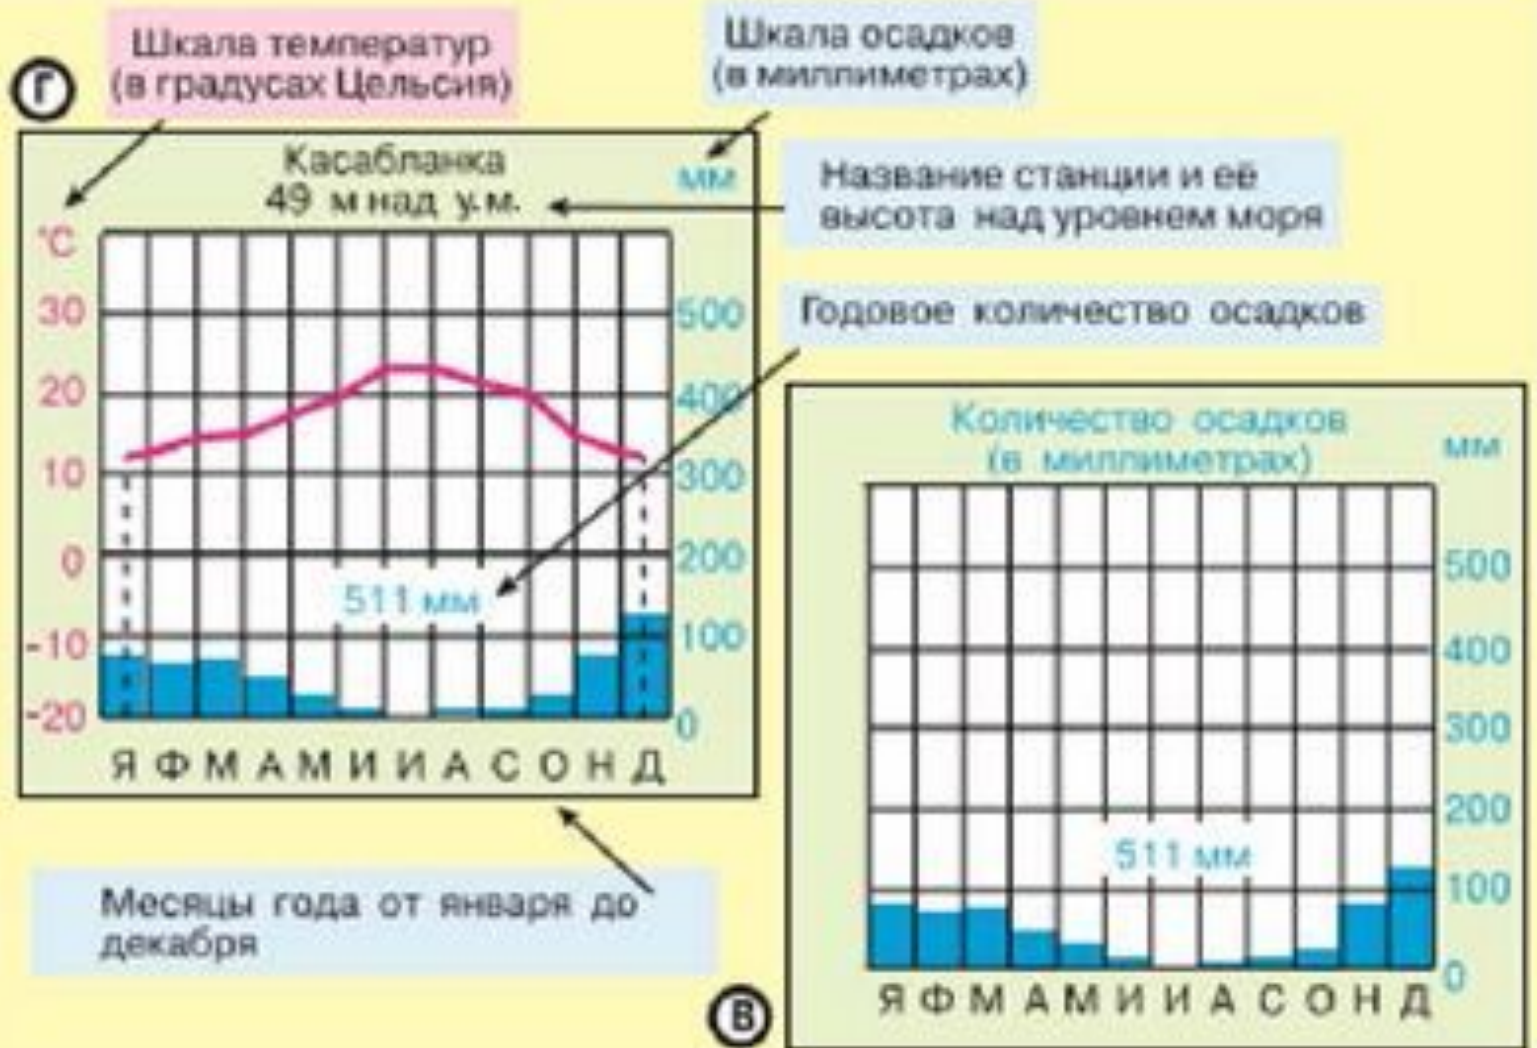 Г
Шкала температур
(в градусах Цельсия)
Шкала осадков
(в миллиметрах)
Касабланка
49 м над у.м.
мм
Название станции и её
высота над уровнем моря
°С
30
20
10
0
-10
-20
500
400
300
200
100
0
511 мм
Я Ф М А М И И А С О Н Д
Годовое количество осадков
Месяцы года от января до
декабря
Количество осадков
(в миллиметрах)
мм
500
400
300
200
100
0
511 мм
Я Ф М А М И И А С О Н Д
В